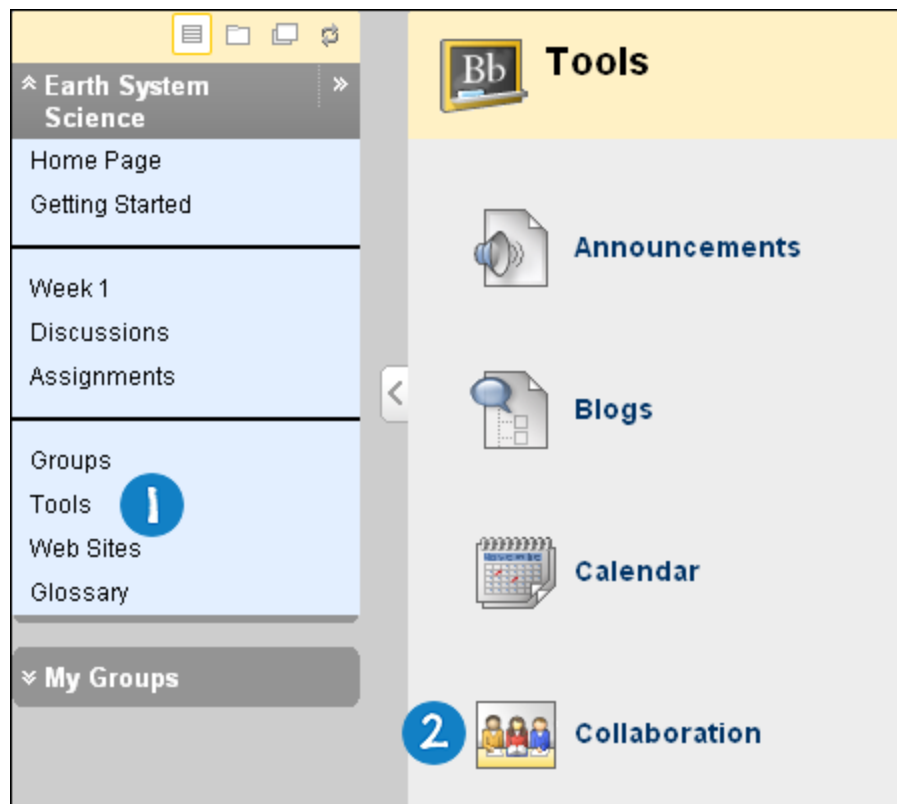 Earth System
Science
Home Page
Getting Started
Week 1
Discussions
Assignments
Groups
Tools
1
Web Sites
Glossary
My Groups
Bb
Tools
Announcements
Blogs
Calendar
2
Collaboration